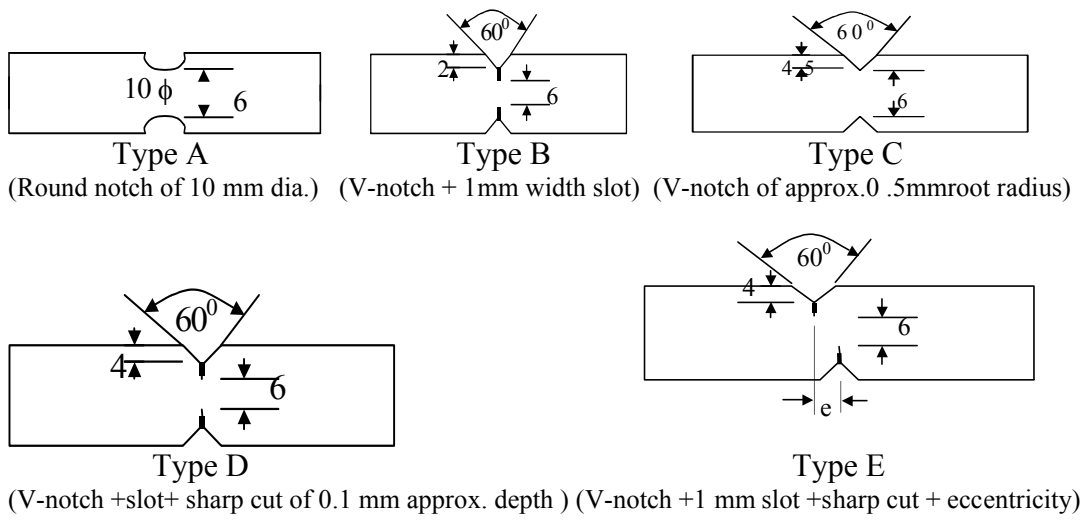 60⁰
2
6
10 ϕ
6
60⁰
4.5
6
Type A
Type B
Type C
(Round notch of 10 mm dia.)
(V-notch + 1mm width slot)
(V-notch of approx.0 .5mmroot radius)
60⁰
4
6
60⁰
4
6
e
Type D
Type E
(V-notch +slot+ sharp cut of 0.1 mm approx. depth )
(V-notch +1 mm slot +sharp cut + eccentricity)